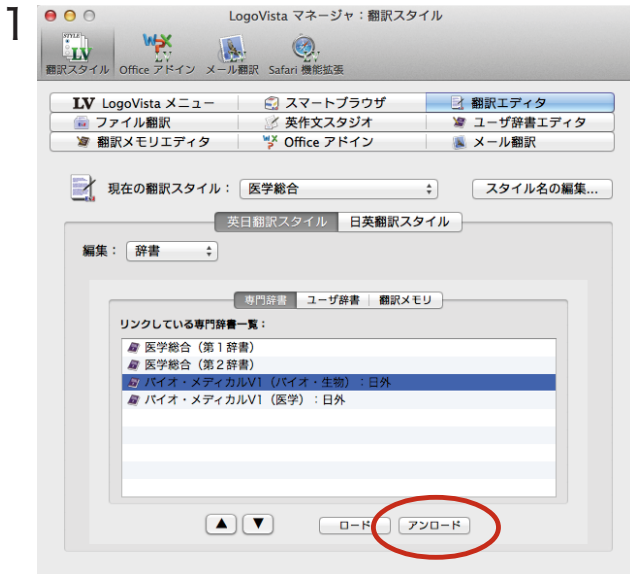 1
LogoVista マネージャ：翻訳スタイル
翻訳スタイル Office アドイン メール翻訳 Safari 機能拡張
LV LogoVista メニュー スマートブラウザ 翻訳エディタ
ファイル翻訳 英作文スタジオ ユーザ辞書エディタ
翻訳メモリエディタ Office アドイン メール翻訳
現在の翻訳スタイル： 医学総合 スタイル名の編集...
英日翻訳スタイル 日英翻訳スタイル
編集： 辞書
専門辞書 ユーザ辞書 翻訳メモリ
リンクしている専門辞書一覧：
医学総合（第１辞書）
医学総合（第２辞書）
バイオ・メディカルV1（バイオ・生物）：日外
バイオ・メディカルV1（医学）：日外
▲ ▼ ロード アンロード